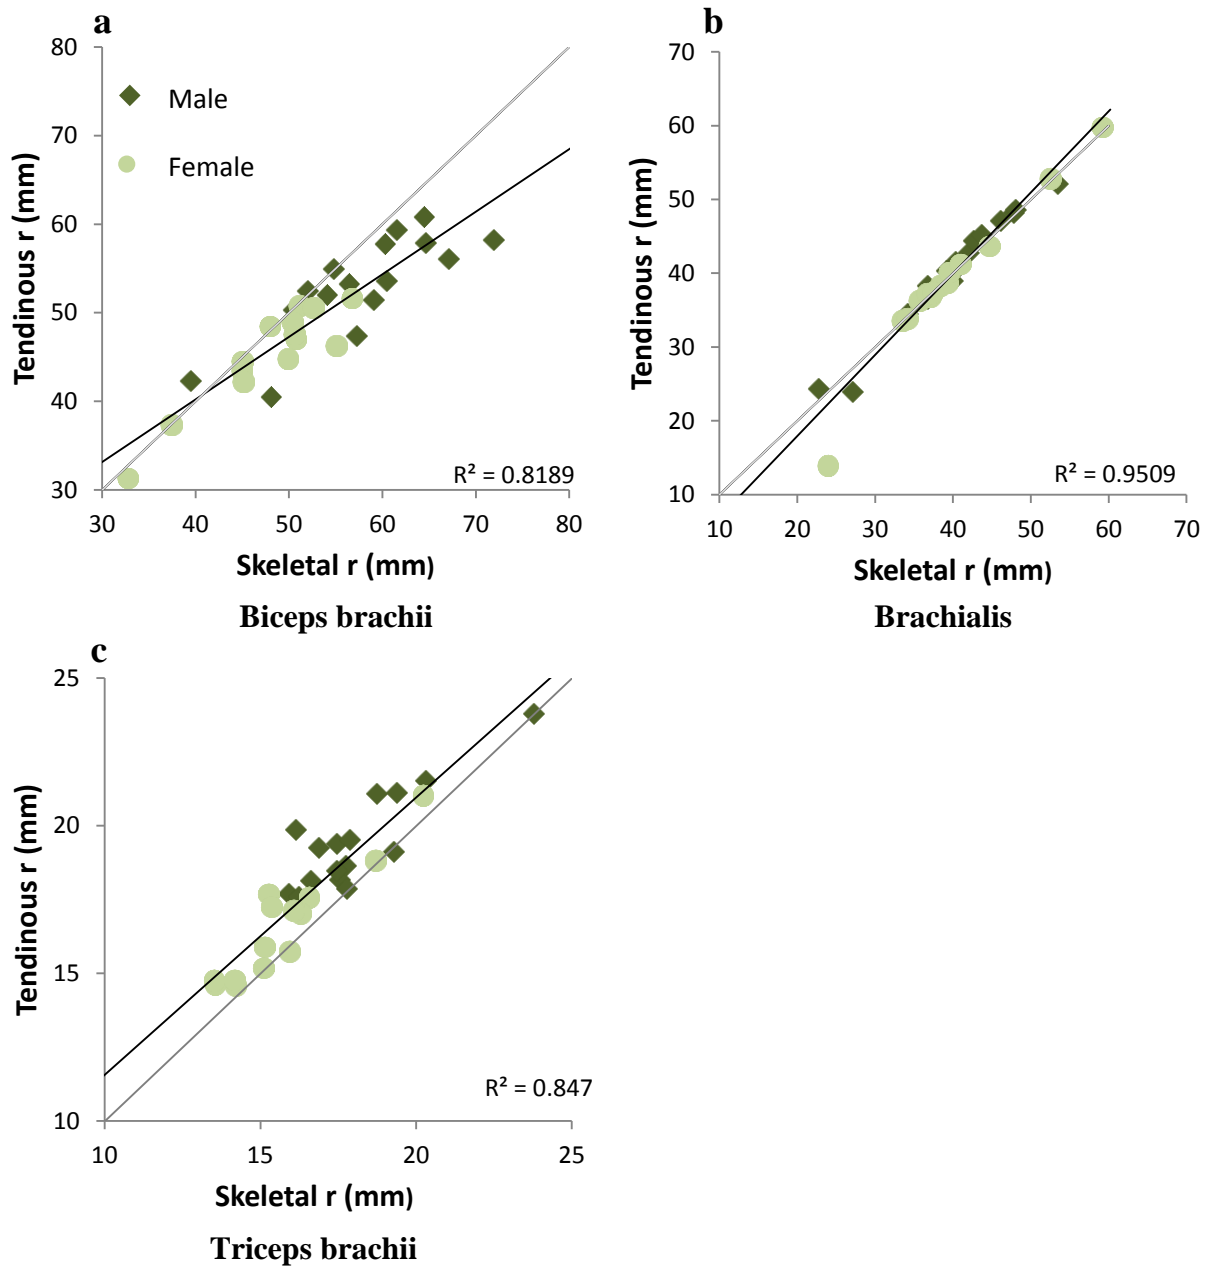 a
80
70
60
50
40
30
Tendinous r (mm)
Male
Female
R² = 0.8189
30 40 50 60 70 80
Skeletal r (mm)
Biceps brachii
b
70
60
50
40
30
20
10
Tendinous r (mm)
R² = 0.9509
10 20 30 40 50 60 70
Skeletal r (mm)
Brachialis
c
25
20
15
10
Tendinous r (mm)
R² = 0.847
10 15 20 25
Skeletal r (mm)
Triceps brachii